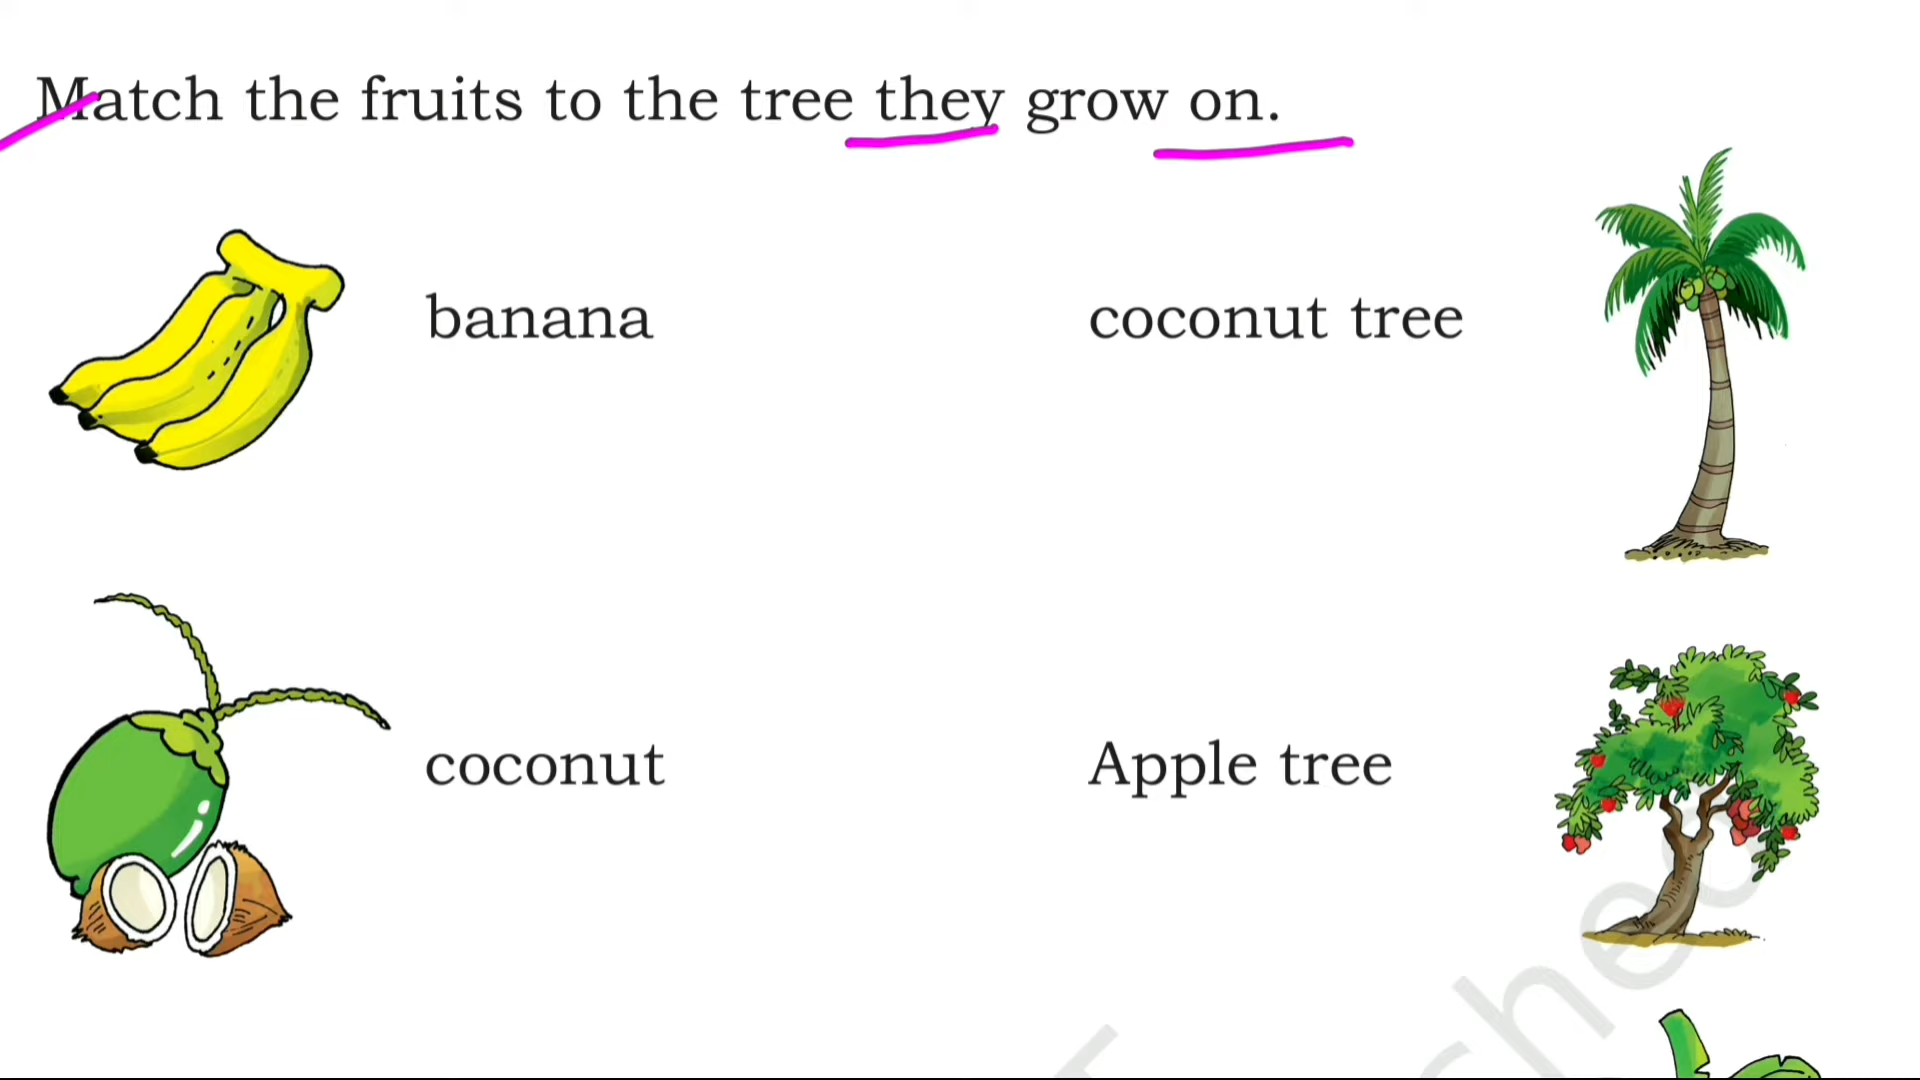 Match the fruits to the tree they grow on.
banana
coconut tree
coconut
Apple tree